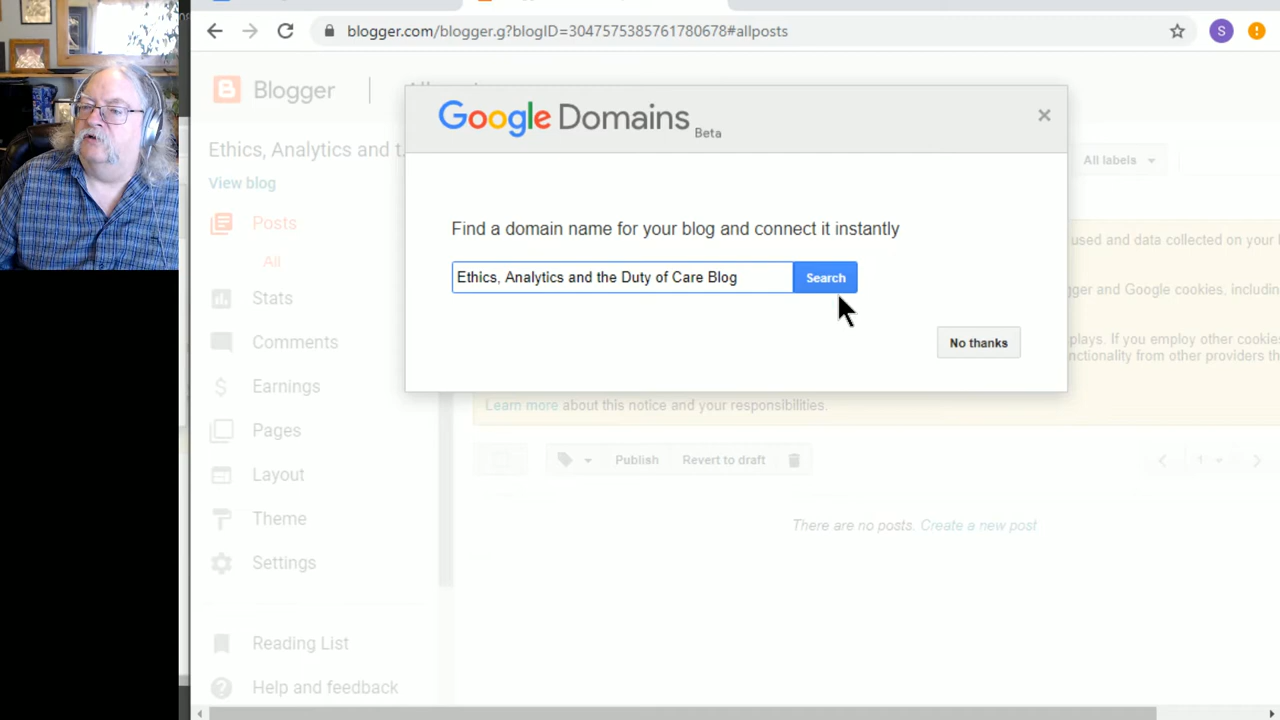 blogger.com/blogger.g?blogID=3047575385761780678#allposts
S
Blogger
Google Domains Beta
Ethics, Analytics and t...
View blog
All labels
Posts
Find a domain name for your blog and connect it instantly
used and data collected on your
All
Ethics, Analytics and the Duty of Care Blog
Search
gger and Google cookies, including
Stats
Comments
No thanks
plays. If you employ other cookies
nctionality from other providers th
Earnings
Learn more about this notice and your responsibilities.
Pages
Publish
Revert to draft
1
Layout
Theme
There are no posts. Create a new post
Settings
Reading List
Help and feedback